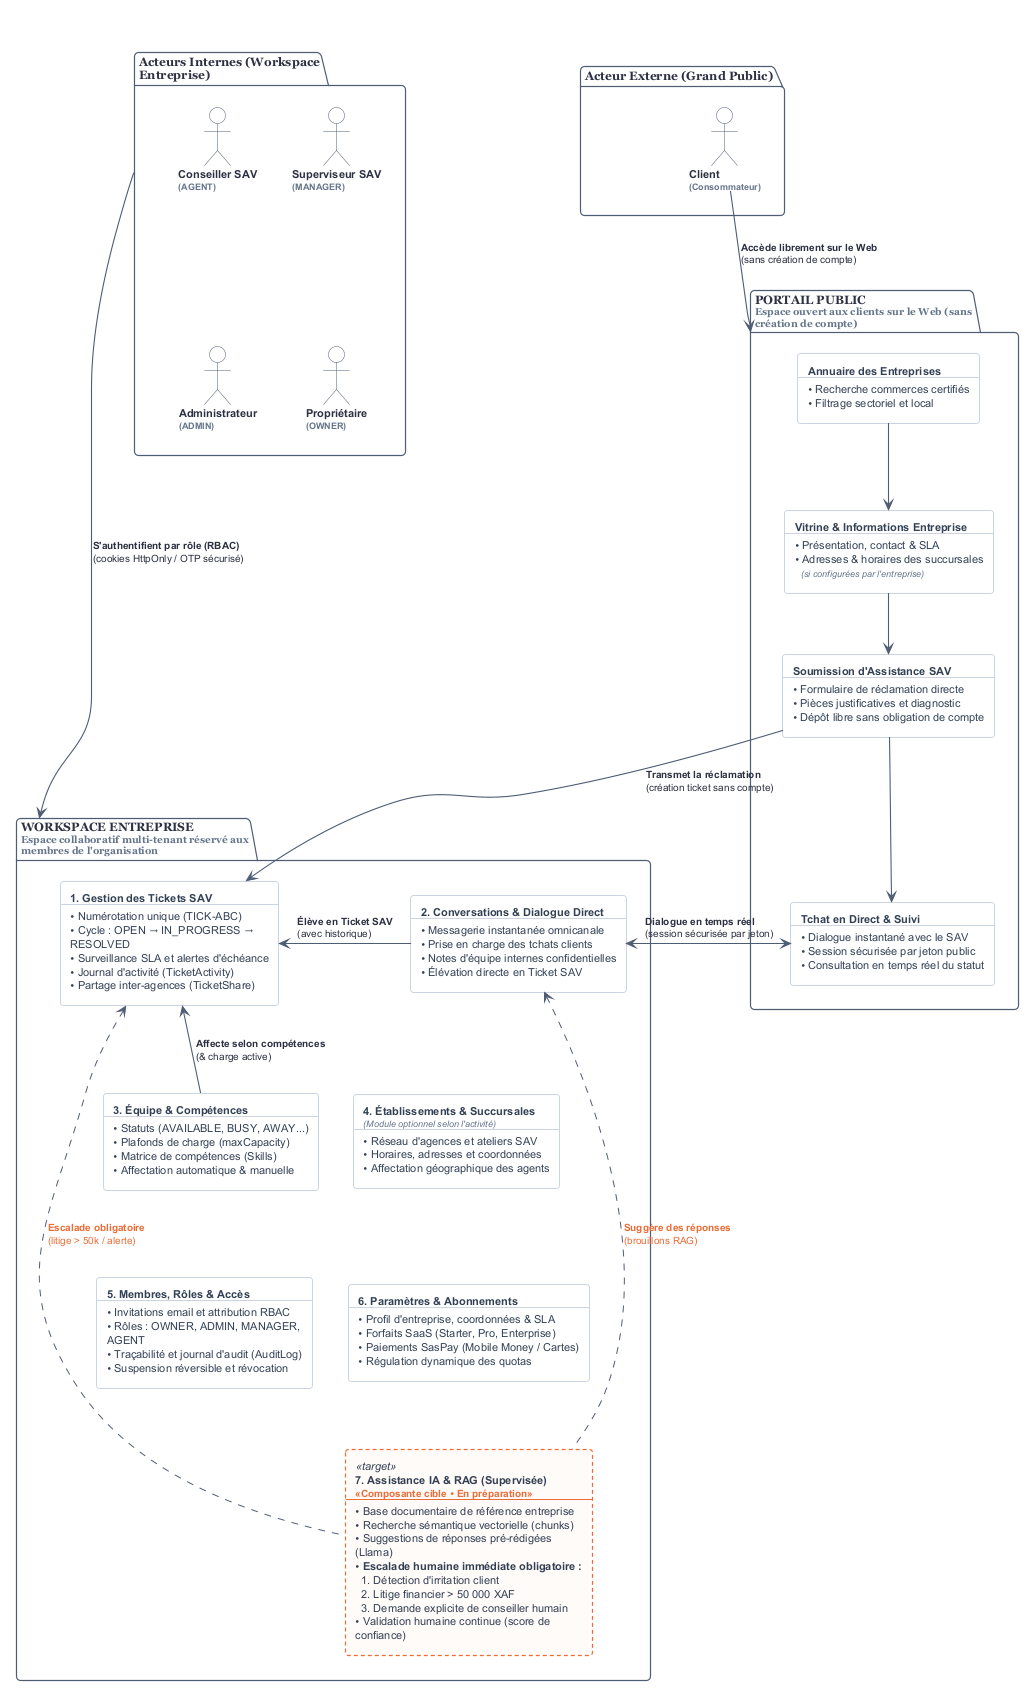 Acteurs Internes (Workspace
Entreprise)
Conseiller SAV
(AGENT)
Superviseur SAV
(MANAGER)
Administrateur
(ADMIN)
Propriétaire
(OWNER)
Acteur Externe (Grand Public)
Client
(Consommateur)
Accède librement sur le Web
(sans création de compte)
PORTAIL PUBLIC
Espace ouvert aux clients sur le Web (sans
création de compte)
Annuaire des Entreprises
• Recherche commerces certifiés
• Filtrage sectoriel et local
Vitrine & Informations Entreprise
• Présentation, contact & SLA
• Adresses & horaires des succursales
(si configurées par l'entreprise)
Soumission d'Assistance SAV
• Formulaire de réclamation directe
• Pièces justificatives et diagnostic
• Dépôt libre sans obligation de compte
S'authentifient par rôle (RBAC)
(cookies HttpOnly / OTP sécurisé)
Transmet la réclamation
(création ticket sans compte)
WORKSPACE ENTREPRISE
Espace collaboratif multi-tenant réservé aux
membres de l'organisation
1. Gestion des Tickets SAV
• Numérotation unique (TICK-ABC)
• Cycle : OPEN → IN_PROGRESS →
RESOLVED
• Surveillance SLA et alertes d'échéance
• Journal d'activité (TicketActivity)
• Partage inter-agences (TicketShare)
Élève en Ticket SAV
(avec historique)
2. Conversations & Dialogue Direct
• Messagerie instantanée omnicanale
• Prise en charge des tchats clients
• Notes d'équipe internes confidentielles
• Élévation directe en Ticket SAV
Dialogue en temps réel
(session sécurisée par jeton)
Tchat en Direct & Suivi
• Dialogue instantané avec le SAV
• Session sécurisée par jeton public
• Consultation en temps réel du statut
Affecte selon compétences
(& charge active)
3. Équipe & Compétences
• Statuts (AVAILABLE, BUSY, AWAY...)
• Plafonds de charge (maxCapacity)
• Matrice de compétences (Skills)
• Affectation automatique & manuelle
4. Établissements & Succursales
(Module optionnel selon l'activité)
• Réseau d'agences et ateliers SAV
• Horaires, adresses et coordonnées
• Affectation géographique des agents
Escalade obligatoire
(litige > 50k / alerte)
Suggère des réponses
(brouillons RAG)
5. Membres, Rôles & Accès
• Invitations email et attribution RBAC
• Rôles : OWNER, ADMIN, MANAGER,
AGENT
• Traçabilité et journal d'audit (AuditLog)
• Suspension réversible et révocation
6. Paramètres & Abonnements
• Profil d'entreprise, coordonnées & SLA
• Forfaits SaaS (Starter, Pro, Enterprise)
• Paiements SasPay (Mobile Money / Cartes)
• Régulation dynamique des quotas
«target»
7. Assistance IA & RAG (Supervisée)
«Composante cible • En préparation»
• Base documentaire de référence entreprise
• Recherche sémantique vectorielle (chunks)
• Suggestions de réponses pré-rédigées
(Llama)
• Escalade humaine immédiate obligatoire :
1. Détection d'irritation client
2. Litige financier > 50 000 XAF
3. Demande explicite de conseiller humain
• Validation humaine continue (score de
confiance)